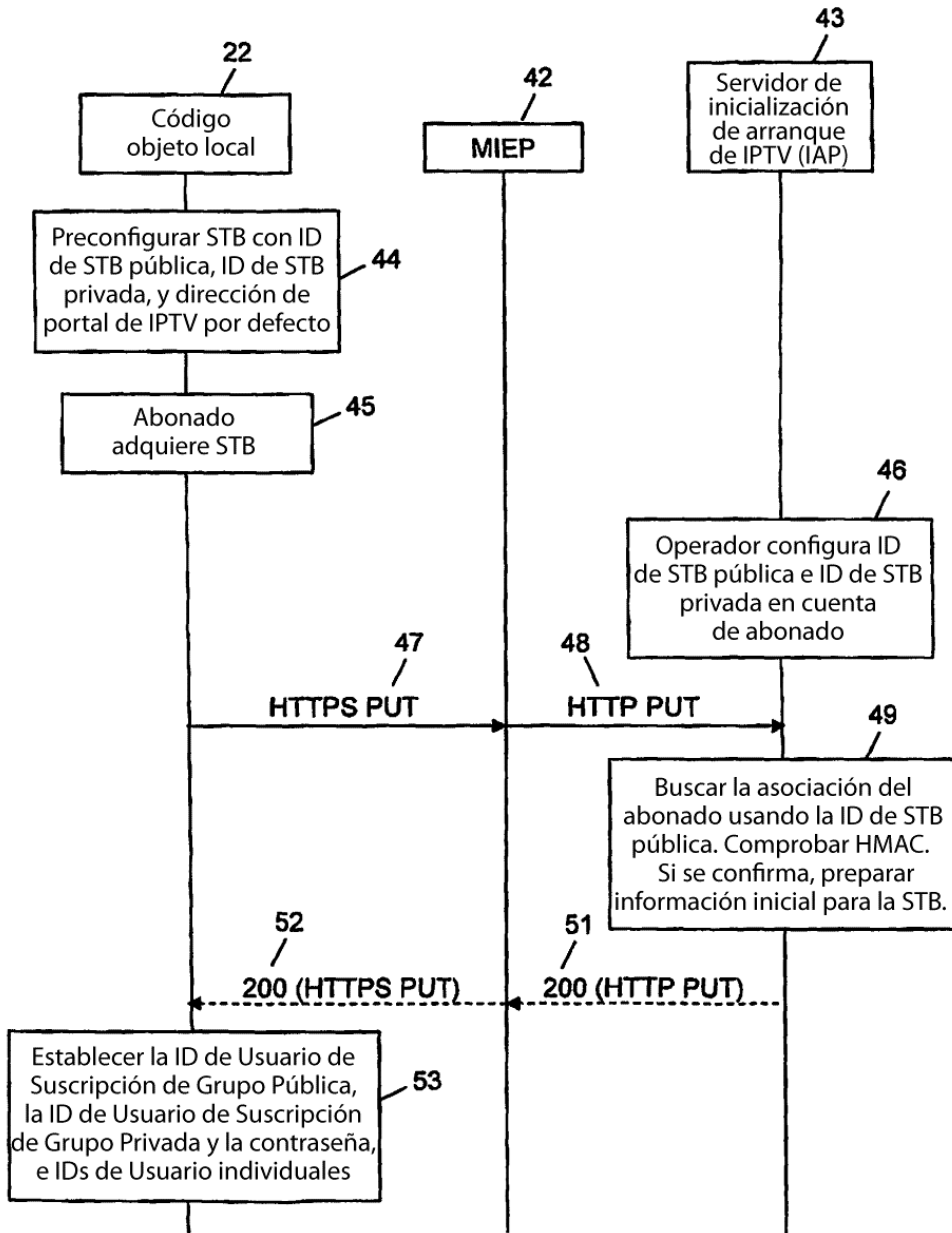 22
Código
objeto local
42
MIEP
43
Servidor de
inicialización
de arranque
de IPTV (IAP)
Preconfigurar STB con ID
de STB pública, ID de STB
privada, y dirección de
portal de IPTV por defecto
44
Abonado
adquiere STB
45
46
Operador configura ID
de STB pública e ID de STB
privada en cuenta
de abonado
47
HTTPS PUT
48
HTTP PUT
49
Buscar la asociación del
abonado usando la ID de STB
pública. Comprobar HMAC.
Si se confirma, preparar
información inicial para la STB.
52
200 (HTTPS PUT)
51
200 (HTTP PUT)
Establecer la ID de Usuario de
Suscripción de Grupo Pública,
la ID de Usuario de Suscripción
de Grupo Privada y la contraseña,
e IDs de Usuario individuales
53